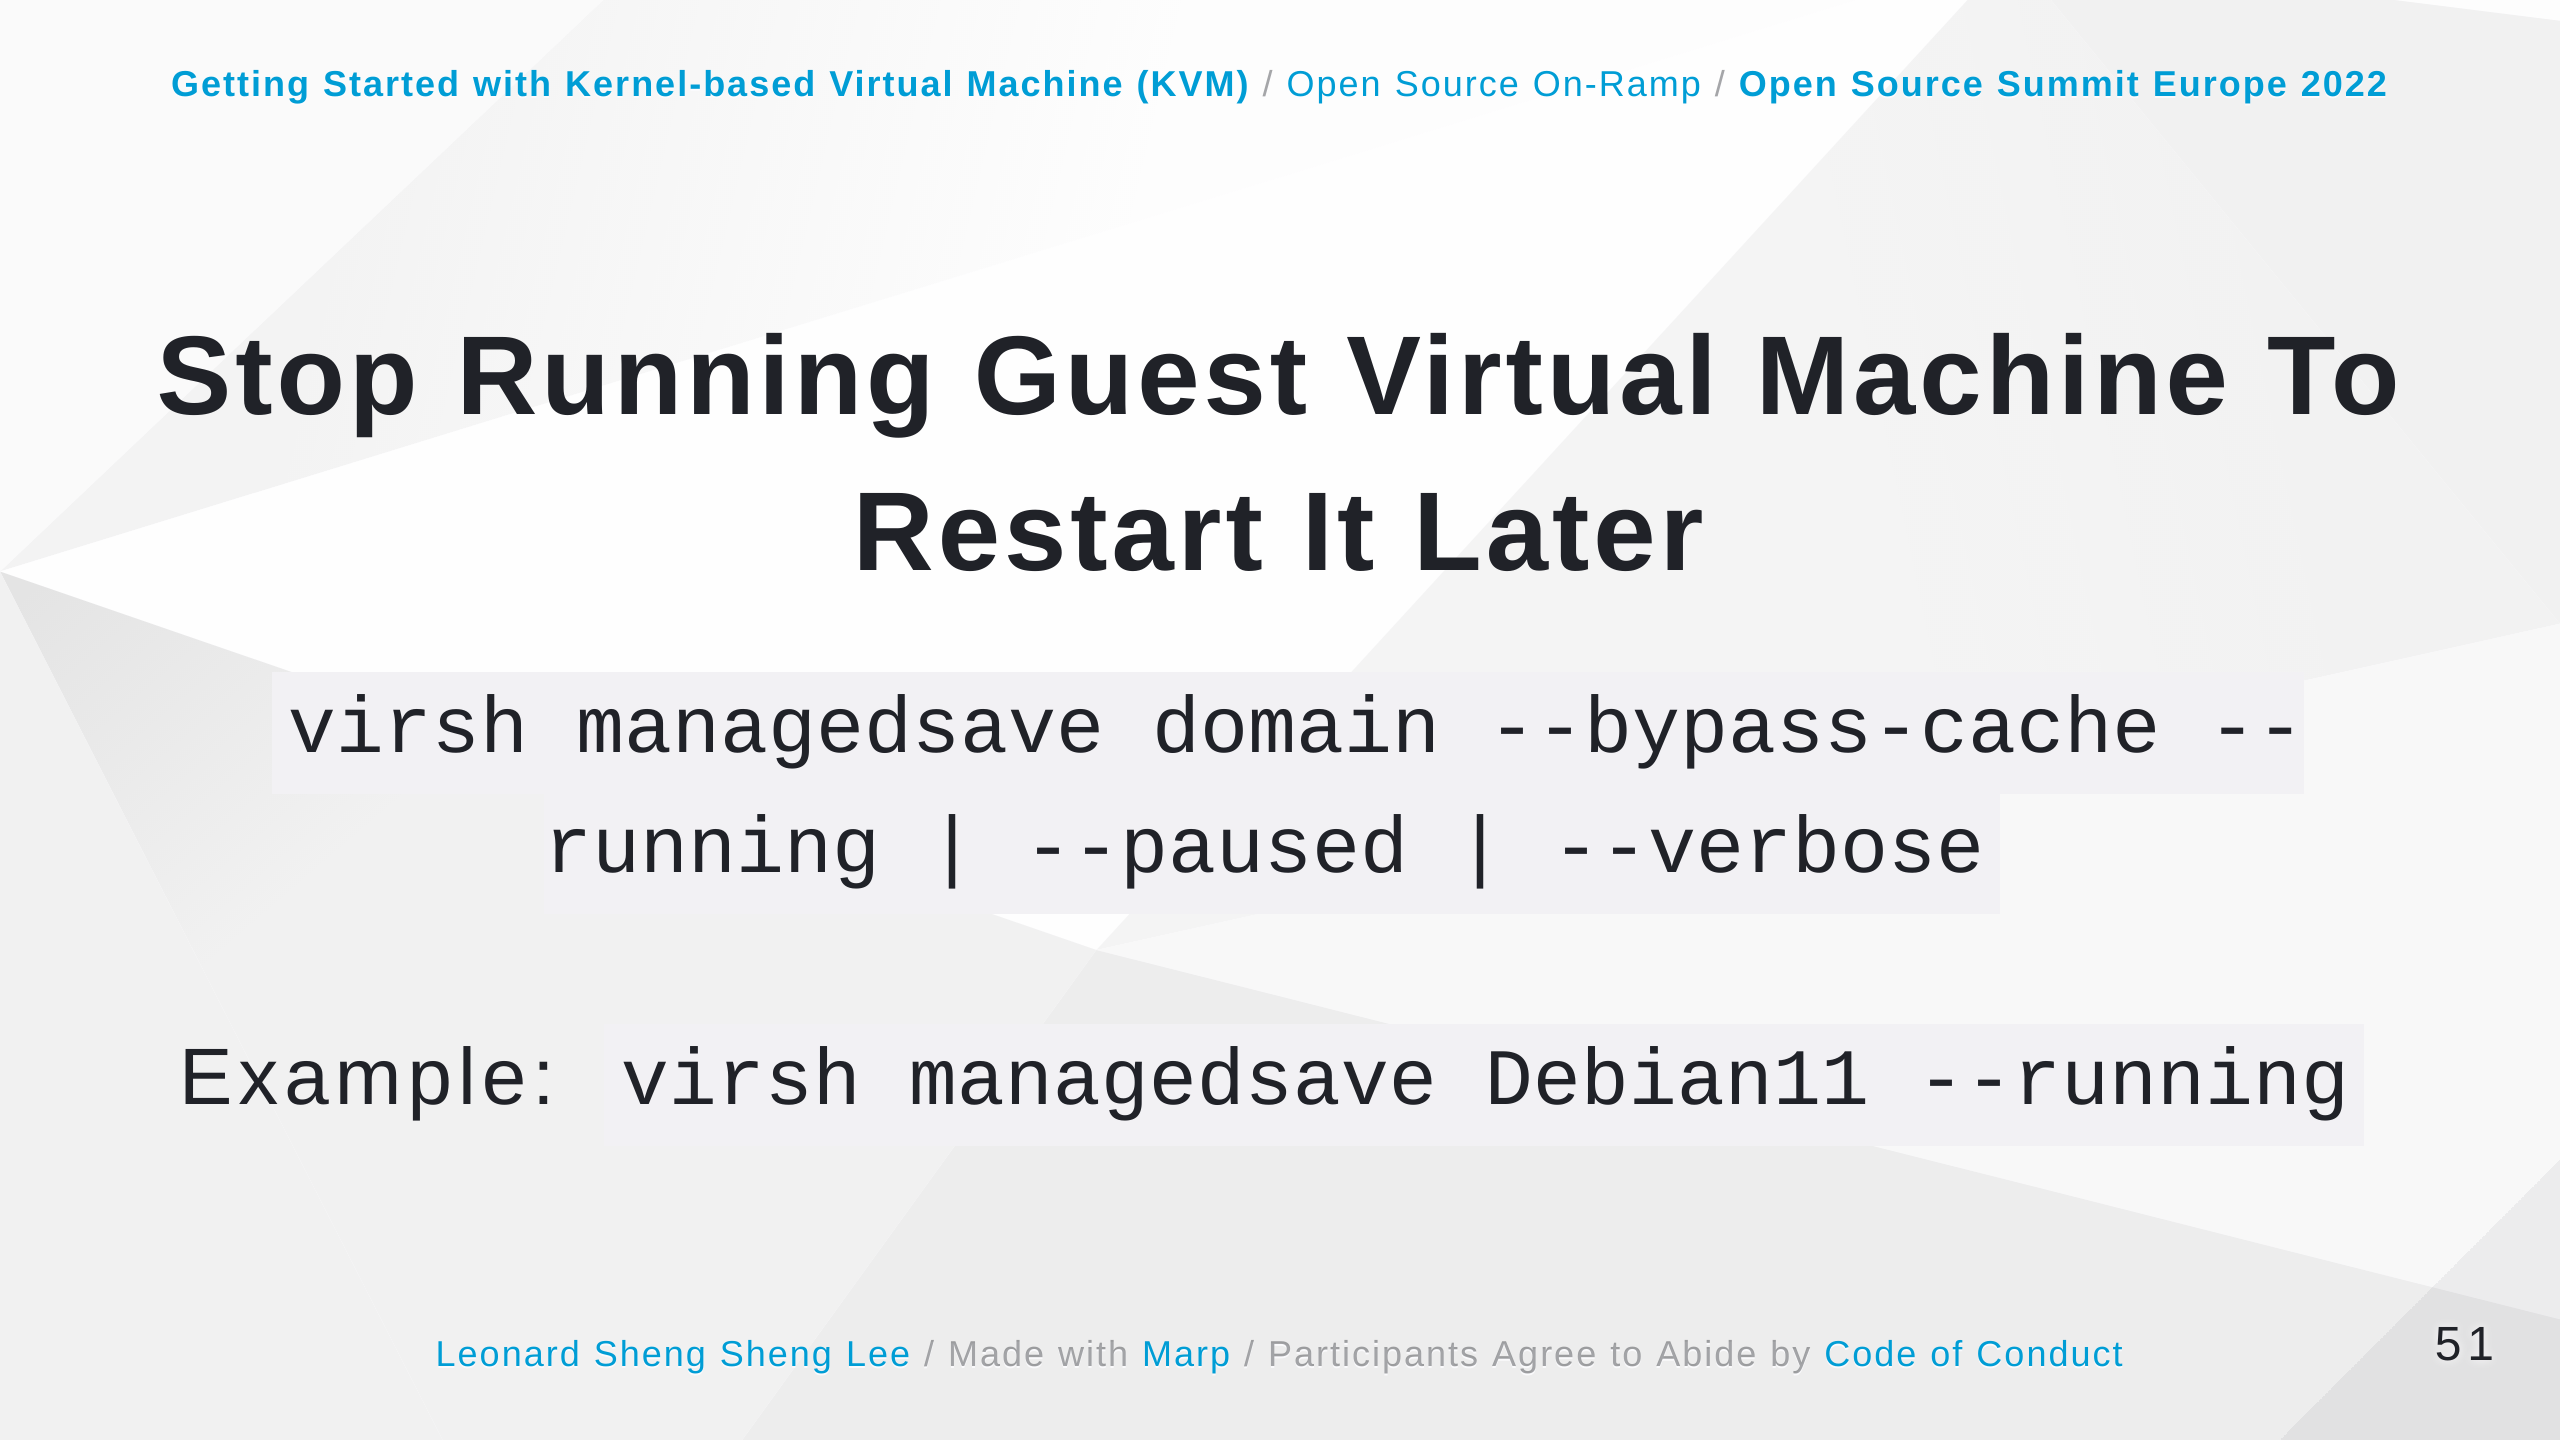 Getting Started with Kernel-based Virtual Machine (KVM) / Open Source On-Ramp / Open Source Summit Europe 2022
Stop Running Guest Virtual Machine To
Restart It Later
virsh managedsave domain --bypass-cache --
running | --paused | --verbose
Example: virsh managedsave Debian11 --running
Leonard Sheng Sheng Lee / Made with Marp / Participants Agree to Abide by Code of Conduct
51